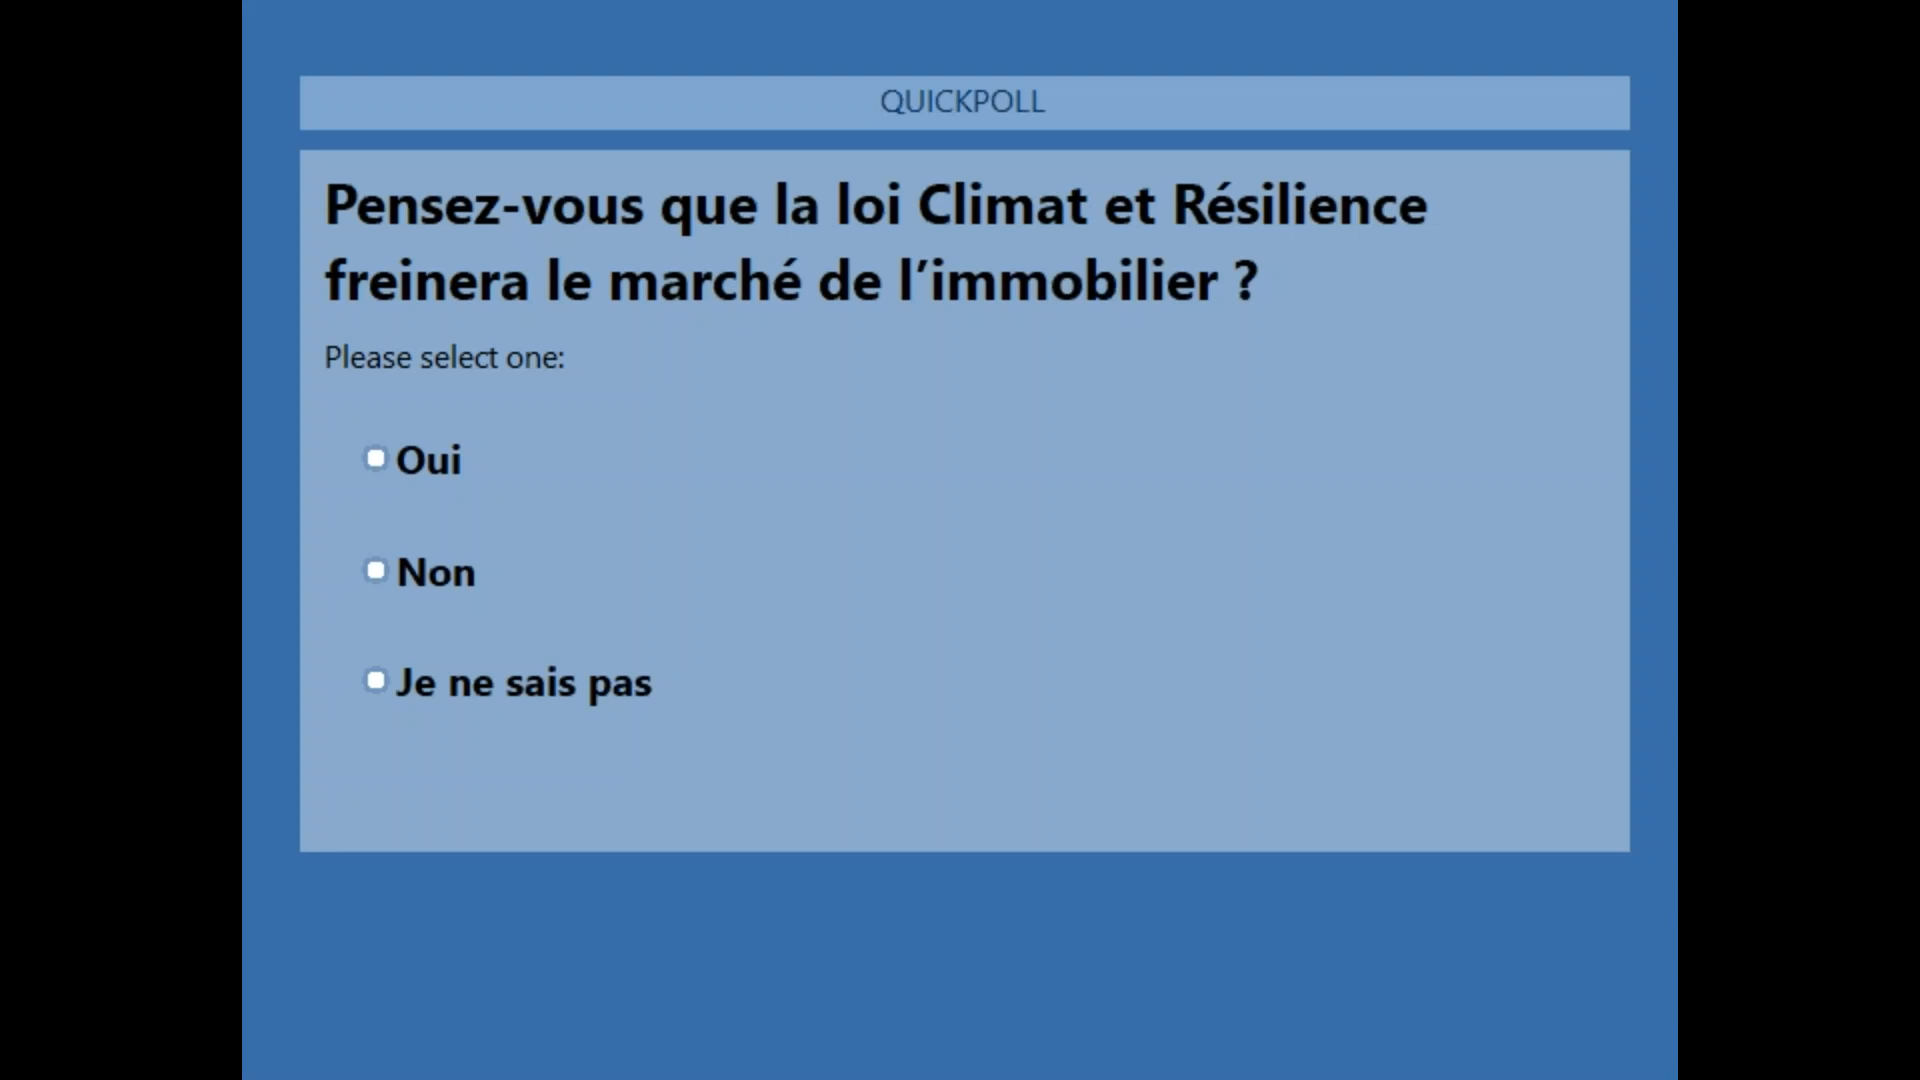 QUICKPOLL
Pensez-vous que la loi Climat et Résilience
freinera le marché de l’immobilier ?
Please select one:
Oui
Non
Je ne sais pas